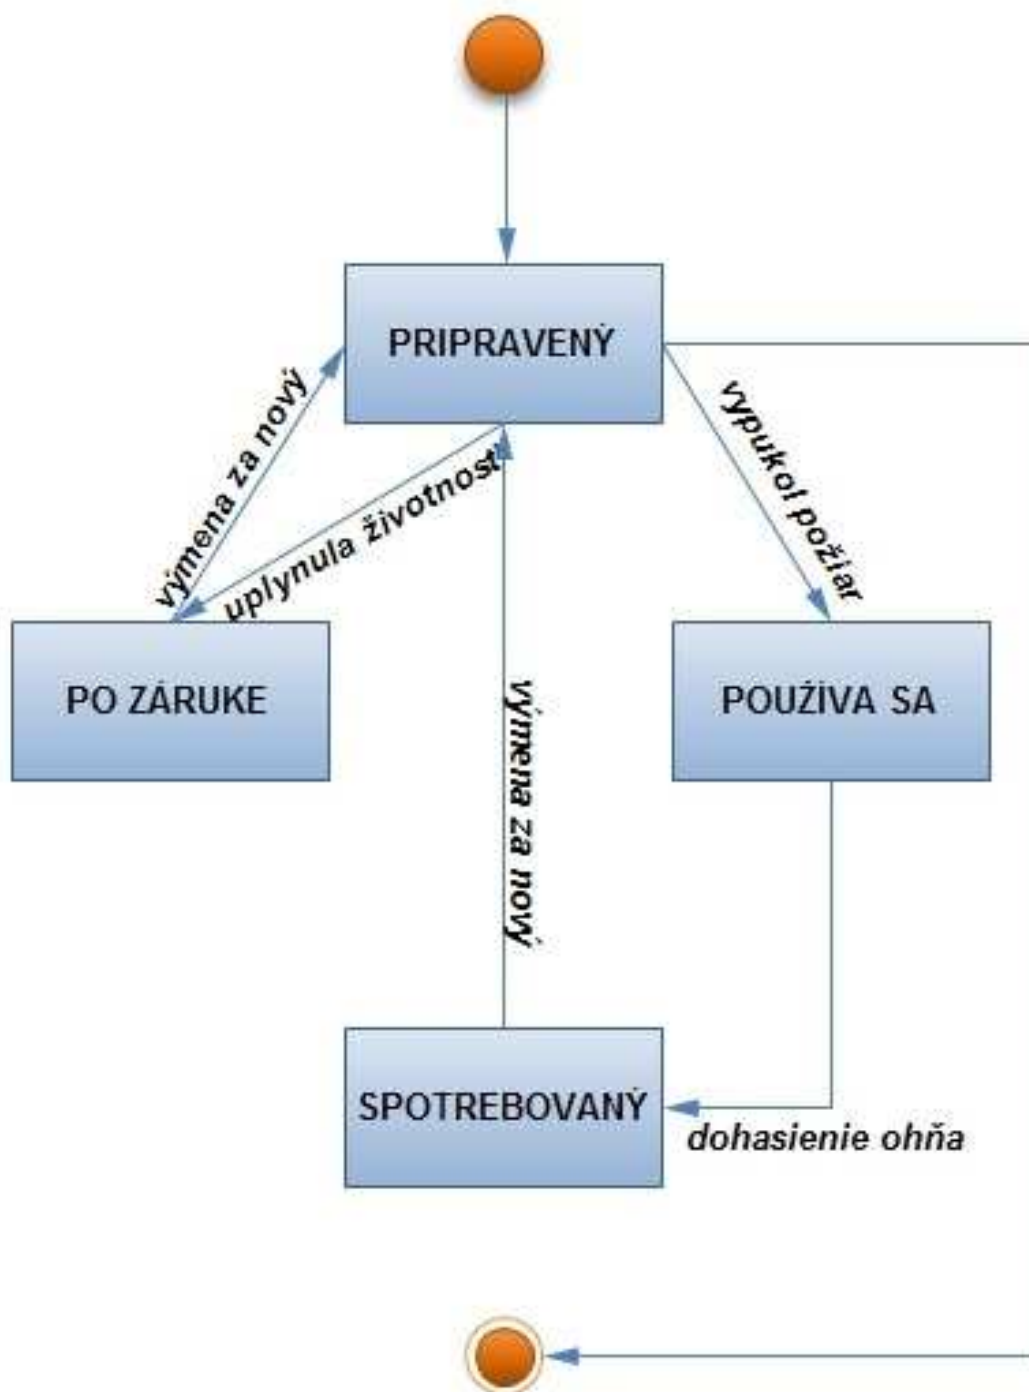 PRIPRAVENÝ
výmena za nový
uplynula životnosť
vypukol požiar
PO ZÁRUKE
POUŽÍVA SA
výmena za nový
SPOTREBOVANÝ
dohasienie ohňa